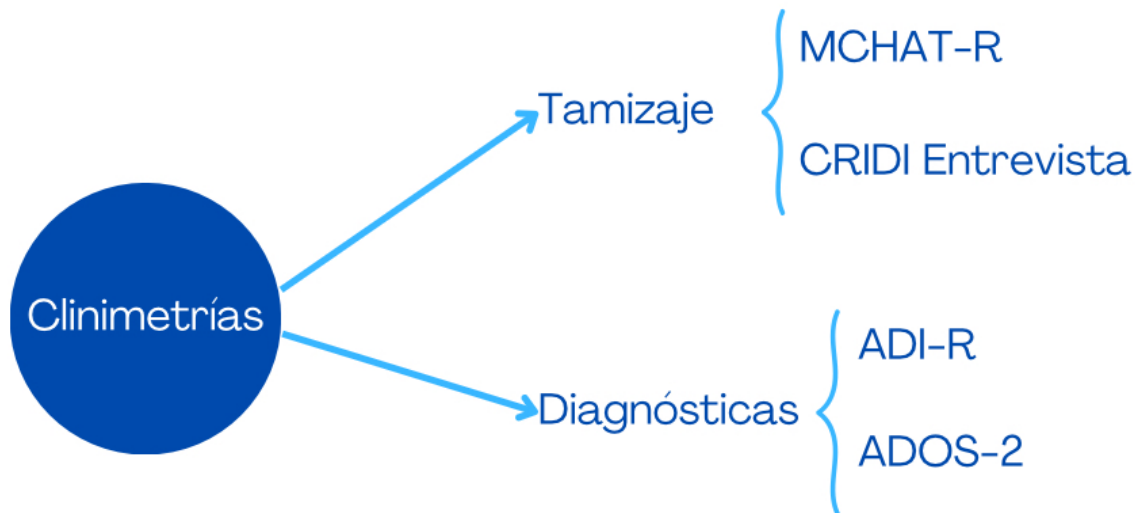 Clinimetrías
Tamizaje
MCHAT-R
CRIDI Entrevista
Diagnósticas
ADI-R
ADOS-2